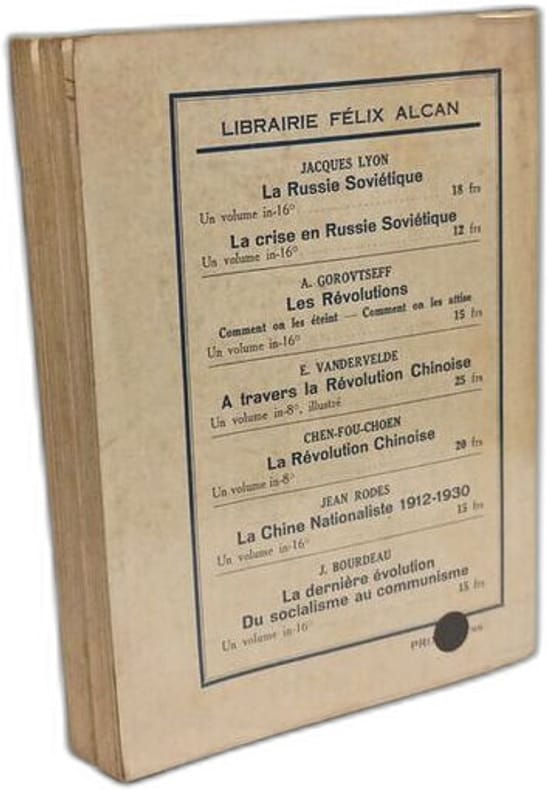 LIBRAIRIE FÉLIX ALCAN
JACQUES LYON
La Russie Soviétique
Un volume in-16° 18 frs
La crise en Russie Soviétique
Un volume in-16° 12 frs
A. GOROVTSEFF
Les Révolutions
Comment on les éteint — Comment on les attise
Un volume in-16° 15 frs
E. VANDERVELDE
A travers la Révolution Chinoise
Un volume in-8°, illustré 25 frs
CHEN-FOU-CHOEN
La Révolution Chinoise
Un volume in-8° 20 frs
JEAN RODES
La Chine Nationaliste 1912-1930
Un volume in-16° 15 frs
J. BOURDEAU
La dernière évolution
Du socialisme au communisme
Un volume in-16° 15 frs